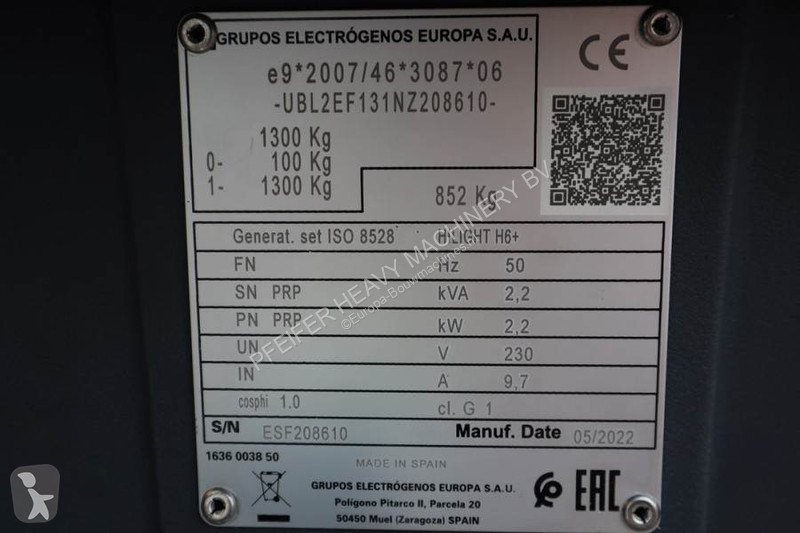 GRUPOS ELECTRÓGENOS EUROPA S.A.U.
e9*2007/46*3087*06
-UBL2EF131NZ208610-
1300 Kg
0- 100 Kg
1- 1300 Kg
852 Kg
CE
Generat. set ISO 8528 HILIGHT H6+
FN Hz 50
SN PRP kVA 2,2
PN PRP kW 2,2
UN V 230
IN A 9,7
cosphi 1.0 cl. G 1
S/N ESF208610 Manuf. Date 05/2022
1636 0038 50
MADE IN SPAIN
GRUPOS ELECTRÓGENOS EUROPA S.A.U.
Polígono Pitarco II, Parcela 20
50450 Muel (Zaragoza) SPAIN
EAC
PFEIFER HEAVY MACHINERY BV
©Europa-Bouwmachines